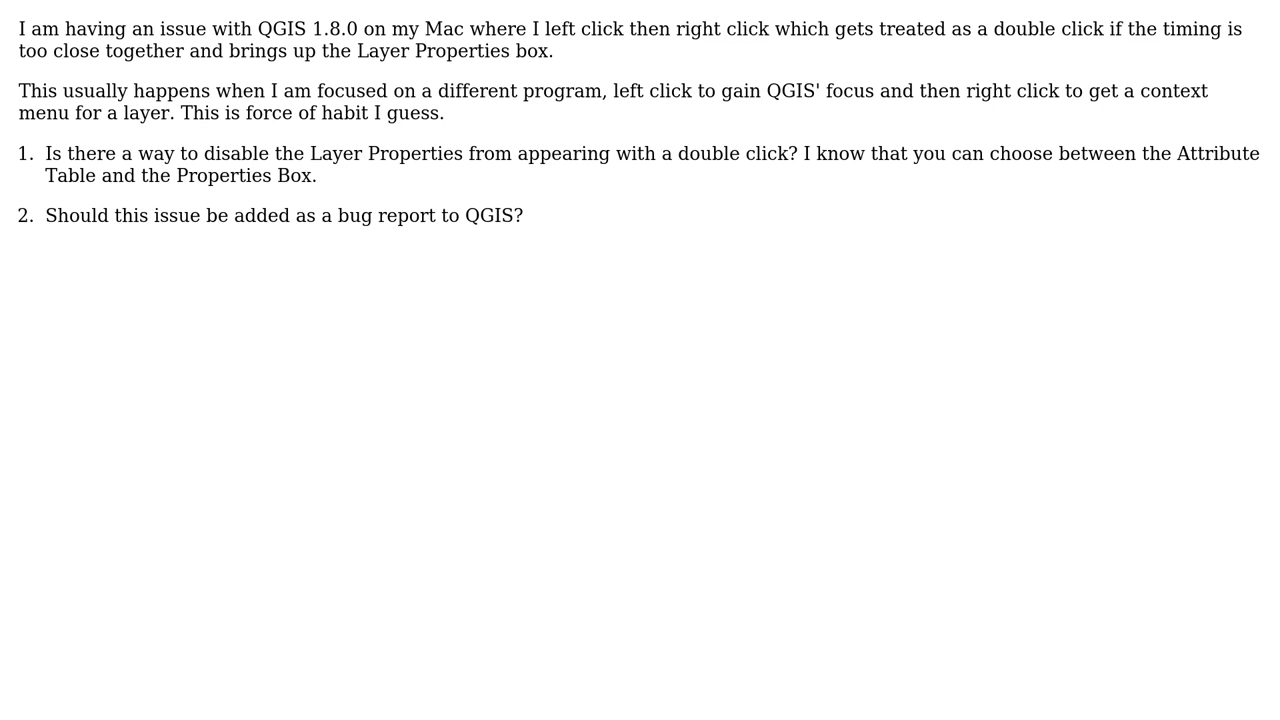 I am having an issue with QGIS 1.8.0 on my Mac where I left click then right click which gets treated as a double click if the timing is
too close together and brings up the Layer Properties box.
This usually happens when I am focused on a different program, left click to gain QGIS' focus and then right click to get a context
menu for a layer. This is force of habit I guess.
1. Is there a way to disable the Layer Properties from appearing with a double click? I know that you can choose between the Attribute
Table and the Properties Box.
2. Should this issue be added as a bug report to QGIS?